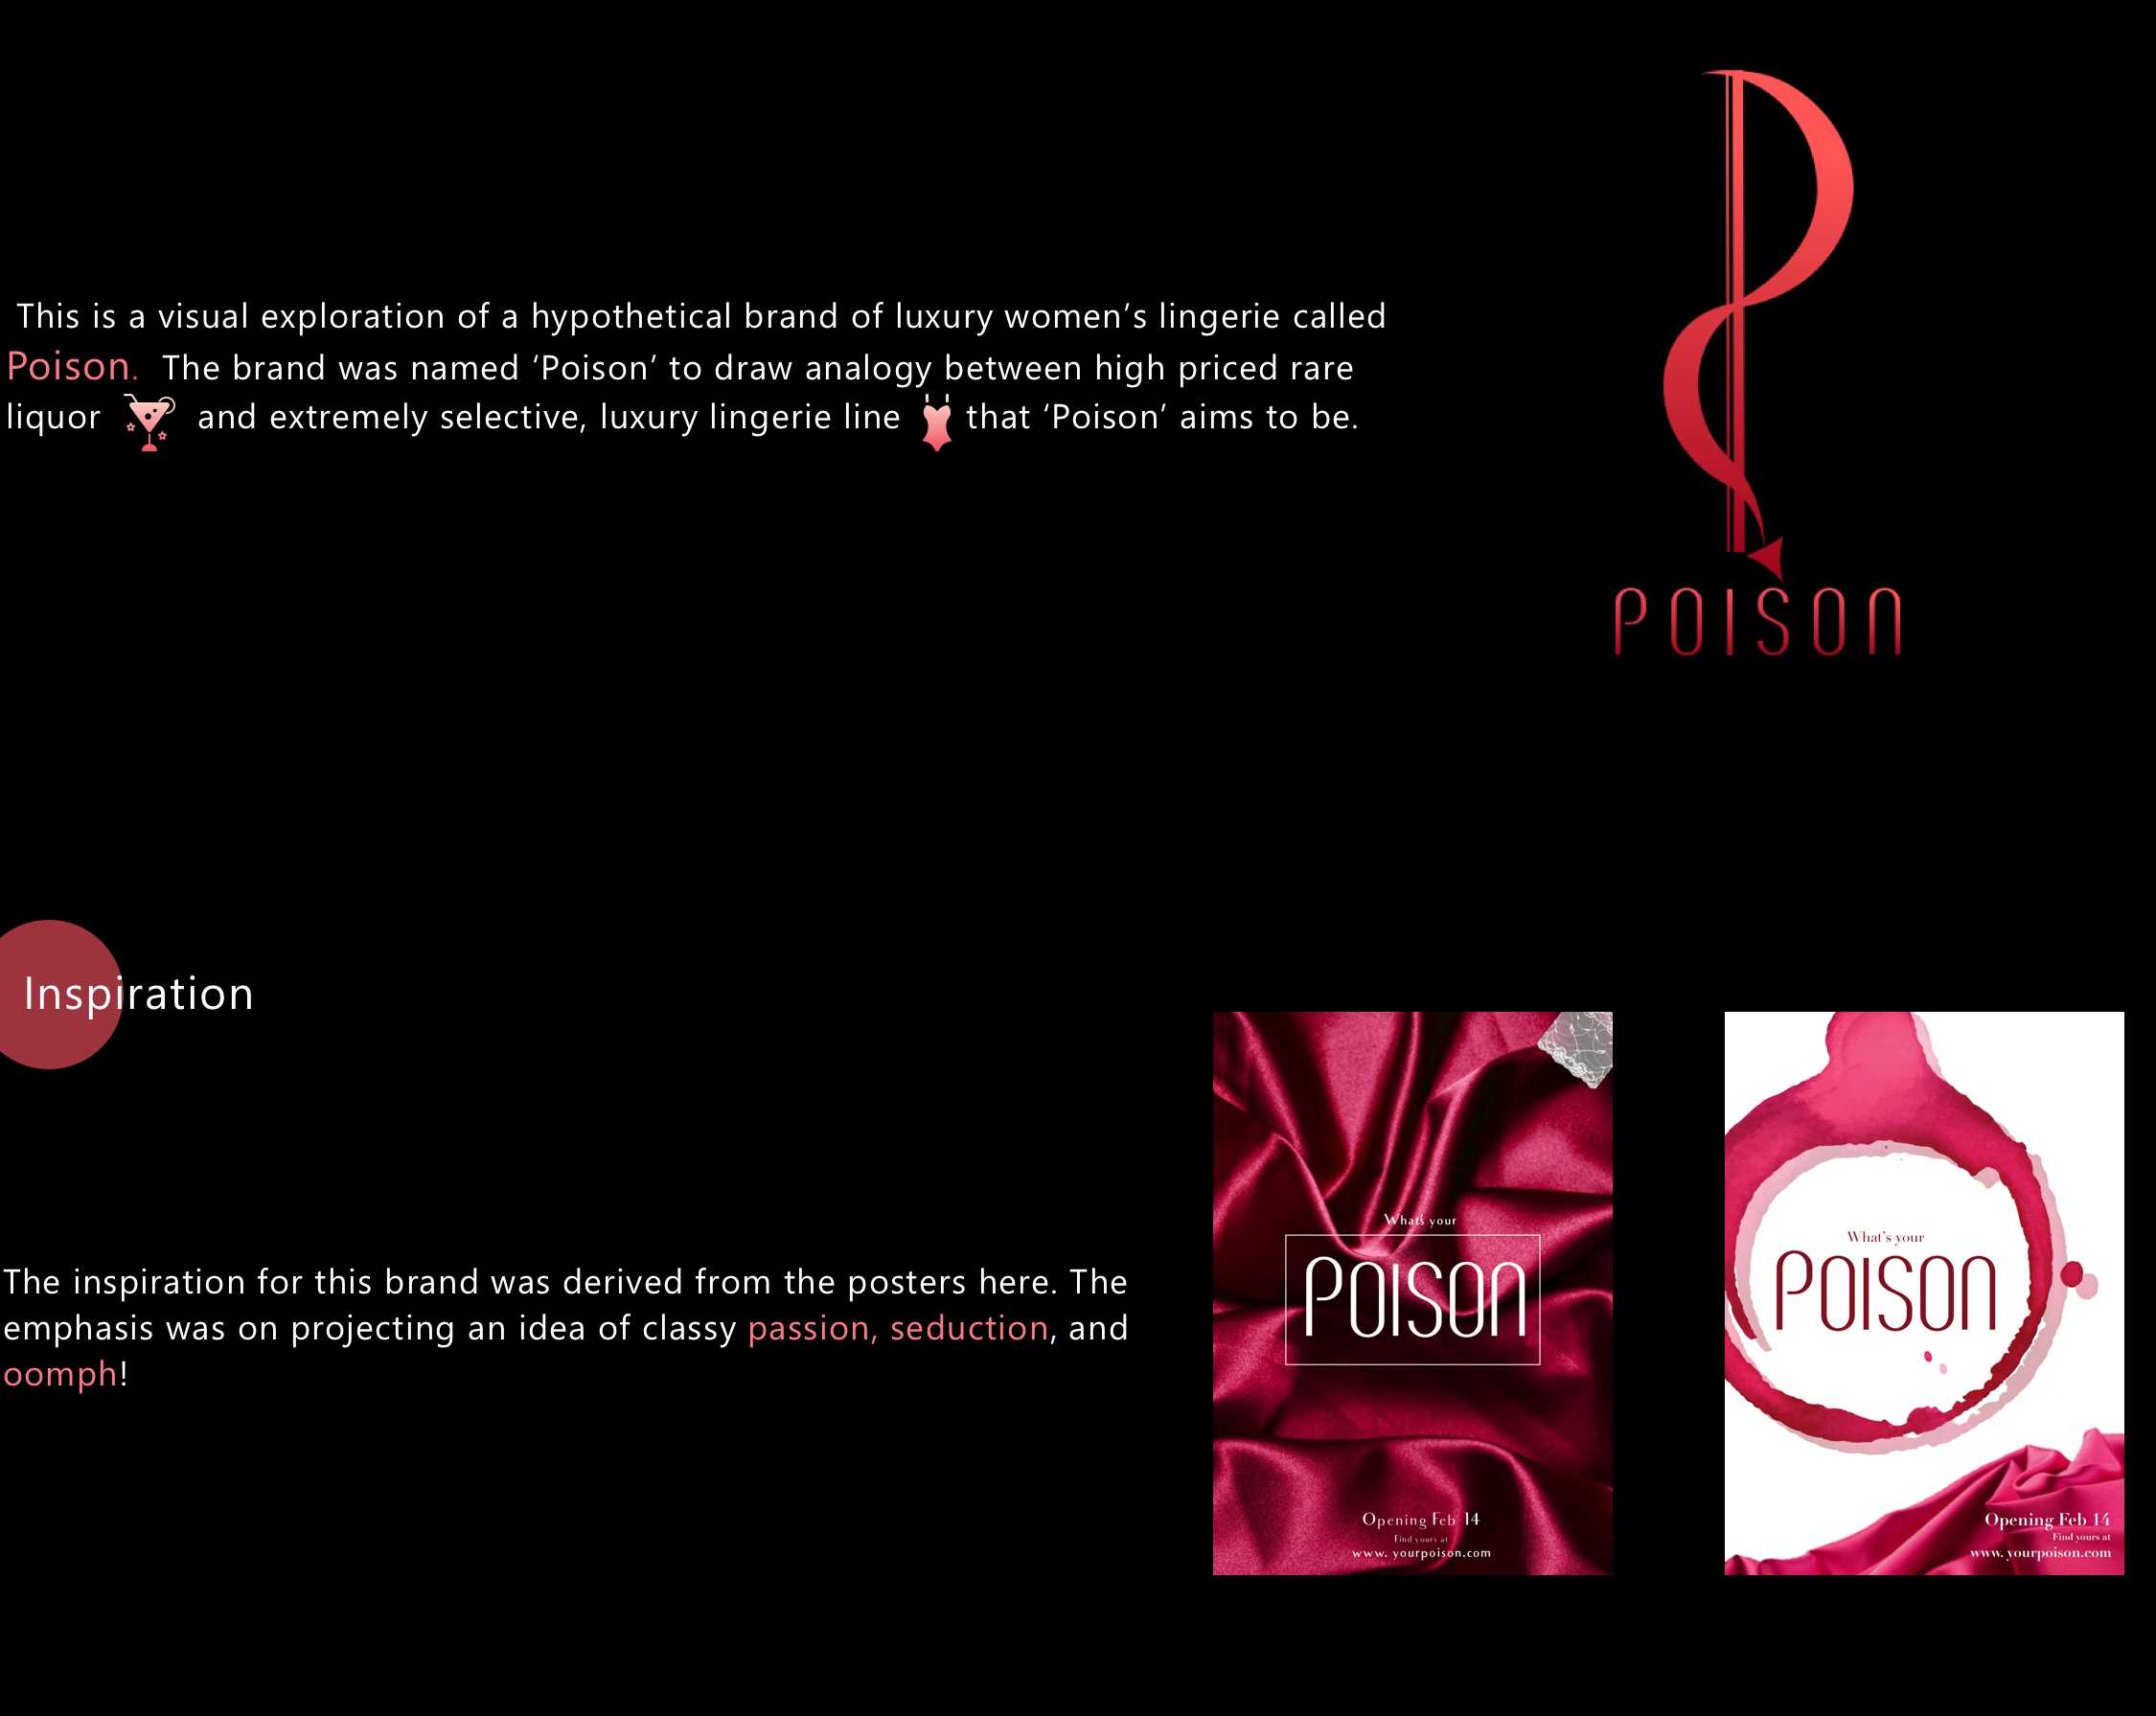 This is a visual exploration of a hypothetical brand of luxury women’s lingerie called
Poison. The brand was named ‘Poison’ to draw analogy between high priced rare
liquor and extremely selective, luxury lingerie line that ‘Poison’ aims to be.
P
POISON
Inspiration
The inspiration for this brand was derived from the posters here. The
emphasis was on projecting an idea of classy passion, seduction, and
oomph!
What's your
POISON
Opening Feb 14
Find yours at
www. yourpoison.com
What's your
POISON
Opening Feb 14
Find yours at
www. yourpoison.com